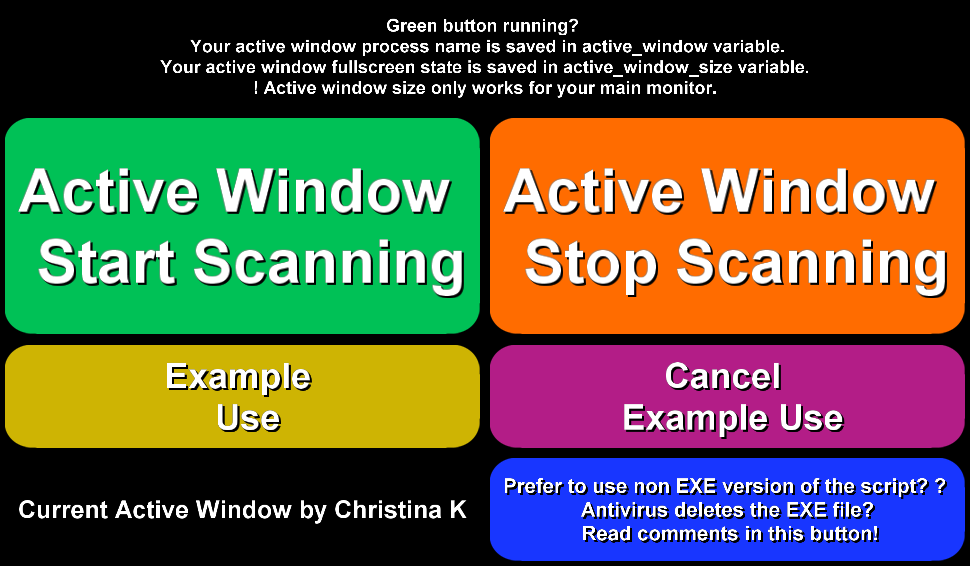 Green button running?
Your active window process name is saved in active_window variable.
Your active window fullscreen state is saved in active_window_size variable.
! Active window size only works for your main monitor.
Active Window
Start Scanning
Active Window
Stop Scanning
Example
Use
Cancel
Example Use
Current Active Window by Christina K
Prefer to use non EXE version of the script? ?
Antivirus deletes the EXE file?
Read comments in this button!